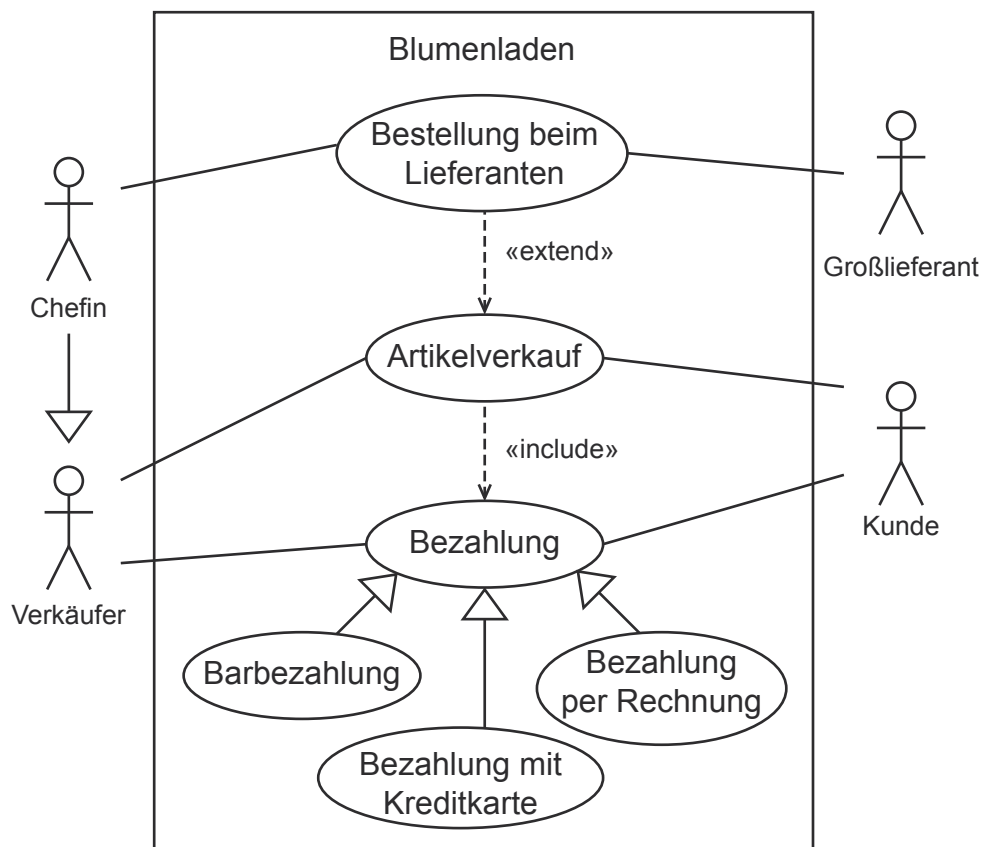 Blumenladen
Bestellung beim
Lieferanten
«extend»
Großlieferant
Chefin
Artikelverkauf
«include»
Kunde
Bezahlung
Verkäufer
Barbezahlung
Bezahlung
per Rechnung
Bezahlung mit
Kreditkarte